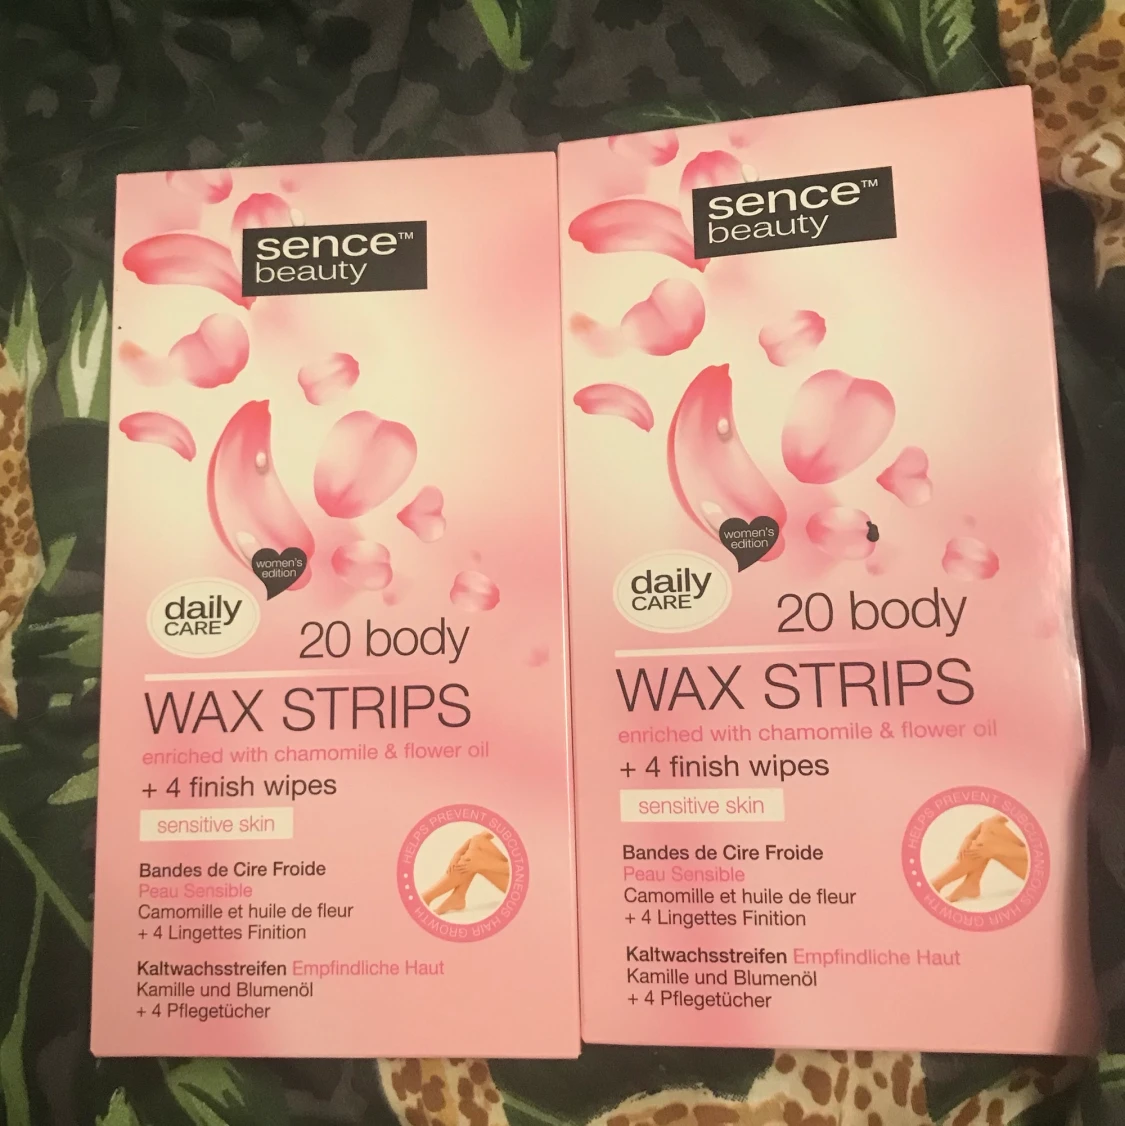 sence™
beauty
women's
edition
daily
CARE
20 body
WAX STRIPS
enriched with chamomile & flower oil
+ 4 finish wipes
sensitive skin
HELPS PREVENT SUBCUTANEOUS HAIR GROWTH
Bandes de Cire Froide
Peau Sensible
Camomille et huile de fleur
+ 4 Lingettes Finition
Kaltwachsstreifen Empfindliche Haut
Kamille und Blumenöl
+ 4 Pflegetücher
sence™
beauty
women's
edition
daily
CARE
20 body
WAX STRIPS
enriched with chamomile & flower oil
+ 4 finish wipes
sensitive skin
HELPS PREVENT SUBCUTANEOUS HAIR GROWTH
Bandes de Cire Froide
Peau Sensible
Camomille et huile de fleur
+ 4 Lingettes Finition
Kaltwachsstreifen Empfindliche Haut
Kamille und Blumenöl
+ 4 Pflegetücher